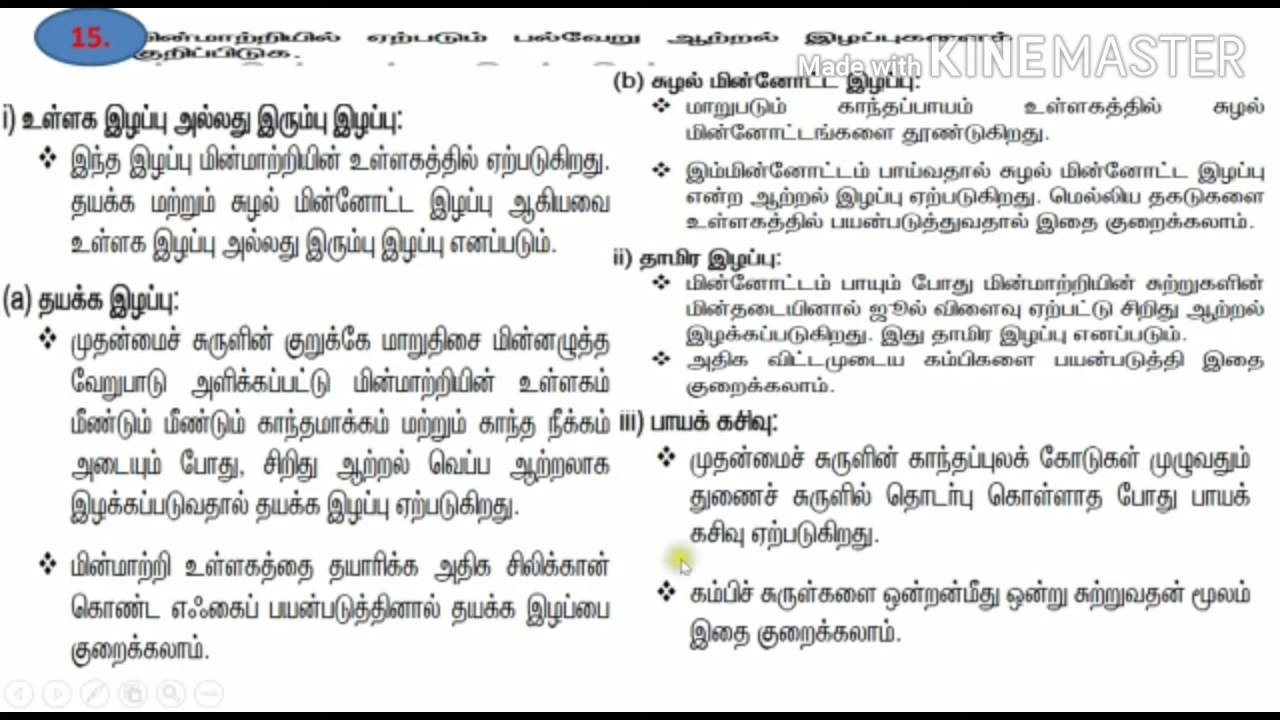 15. மின்மாற்றியில் ஏற்படும் பல்வேறு ஆற்றல் இழப்புகளைக்
குறிப்பிடுக.
Made with KINEMASTER
i) உள்ளக இழப்பு அல்லது இரும்பு இழப்பு:
❖ இந்த இழப்பு மின்மாற்றியின் உள்ளகத்தில் ஏற்படுகிறது.
தயக்க மற்றும் சுழல் மின்னோட்ட இழப்பு ஆகியவை
உள்ளக இழப்பு அல்லது இரும்பு இழப்பு எனப்படும்.
(a) தயக்க இழப்பு:
❖ முதன்மைச் சுருளின் குறுக்கே மாறுதிசை மின்னழுத்த
வேறுபாடு அளிக்கப்பட்டு மின்மாற்றியின் உள்ளகம்
மீண்டும் மீண்டும் காந்தமாக்கம் மற்றும் காந்த நீக்கம்
அடையும் போது, சிறிது ஆற்றல் வெப்ப ஆற்றலாக
இழக்கப்படுவதால் தயக்க இழப்பு ஏற்படுகிறது.
❖ மின்மாற்றி உள்ளகத்தை தயாரிக்க அதிக சிலிக்கான்
கொண்ட எஃகைப் பயன்படுத்தினால் தயக்க இழப்பை
குறைக்கலாம்.
(b) சுழல் மின்னோட்ட இழப்பு:
❖ மாறுபடும் காந்தப்பாயம் உள்ளகத்தில் சுழல்
மின்னோட்டங்களை தூண்டுகிறது.
❖ இம்மின்னோட்டம் பாய்வதால் சுழல் மின்னோட்ட இழப்பு
என்ற ஆற்றல் இழப்பு ஏற்படுகிறது. மெல்லிய தகடுகளை
உள்ளகத்தில் பயன்படுத்துவதால் இதை குறைக்கலாம்.
ii) தாமிர இழப்பு:
❖ மின்னோட்டம் பாயும் போது மின்மாற்றியின் சுற்றுகளின்
மின்தடையினால் ஜூல் விளைவு ஏற்பட்டு சிறிது ஆற்றல்
இழக்கப்படுகிறது. இது தாமிர இழப்பு எனப்படும்.
❖ அதிக விட்டமுடைய கம்பிகளை பயன்படுத்தி இதை
குறைக்கலாம்.
iii) பாயக் கசிவு:
❖ முதன்மைச் சுருளின் காந்தப்புலக் கோடுகள் முழுவதும்
துணைச் சுருளில் தொடர்பு கொள்ளாத போது பாயக்
கசிவு ஏற்படுகிறது.
❖ கம்பிச் சுருள்களை ஒன்றன்மீது ஒன்று சுற்றுவதன் மூலம்
இதை குறைக்கலாம்.